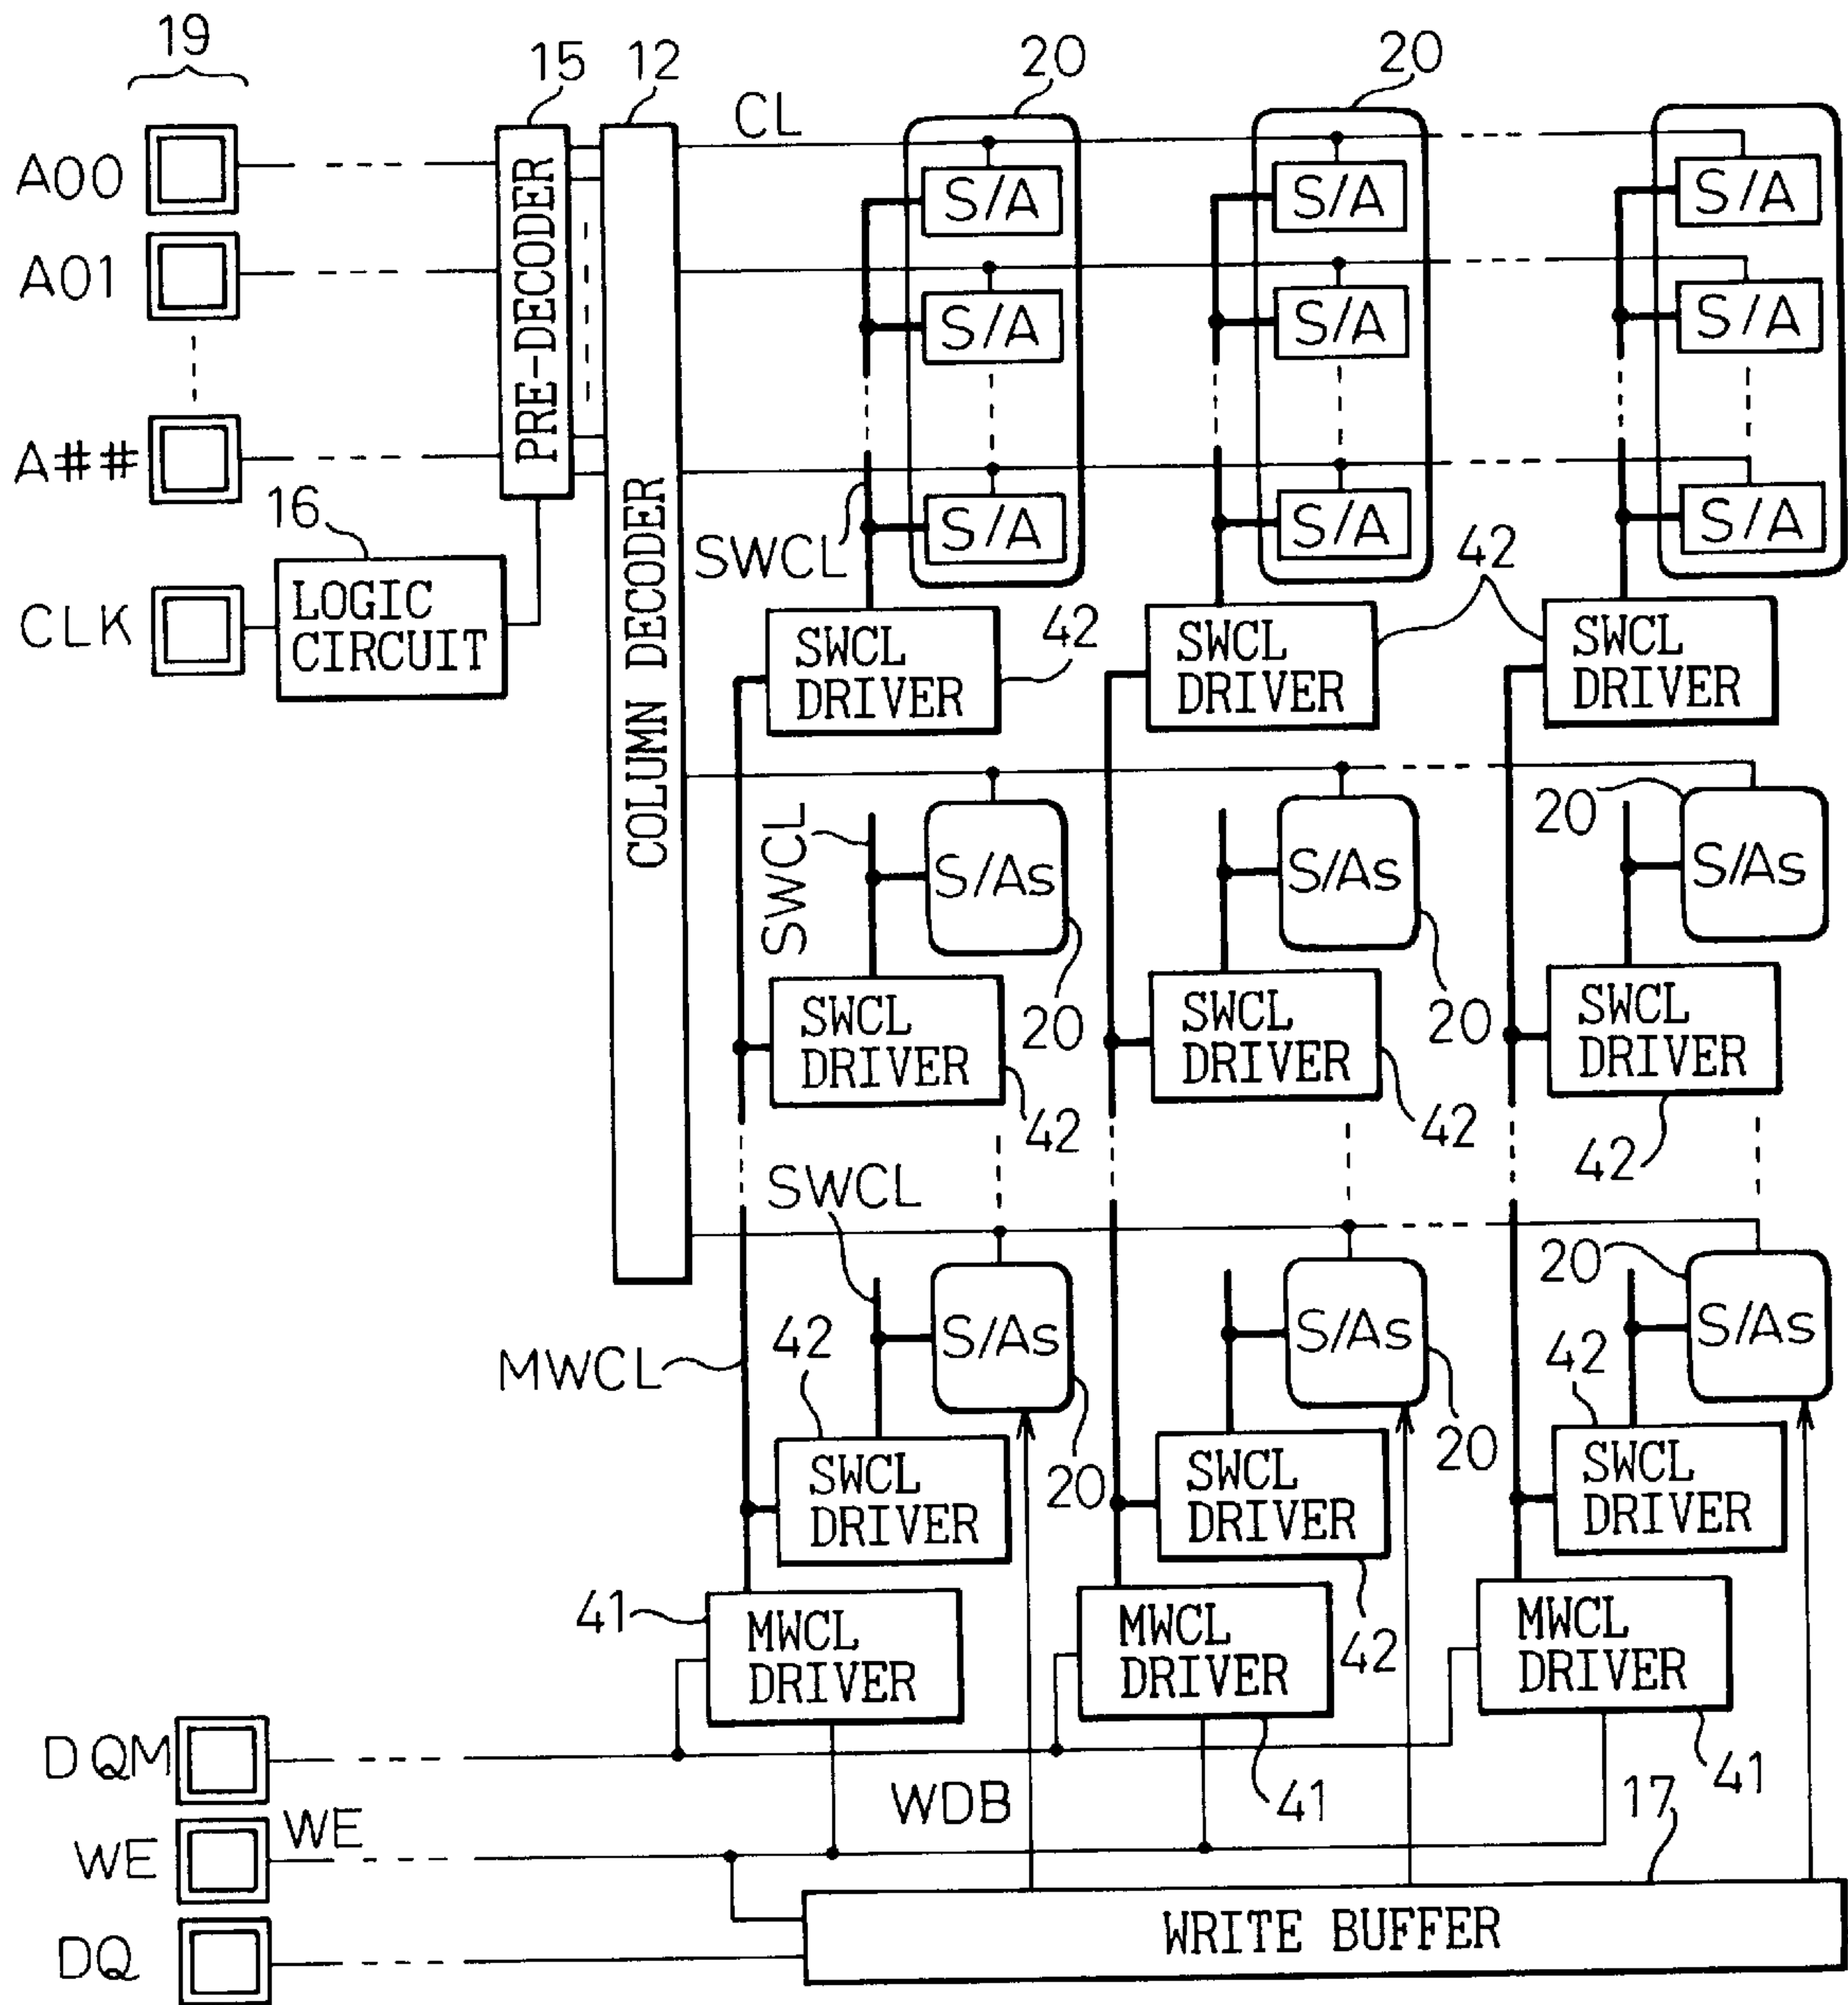 19
15
12
20
20
CL
A00
PRE-DECODER
S/A
S/A
S/A
A01
S/A
S/A
S/A
A##
COLUMN DECODER
S/A
S/A
S/A
16
SWCL
42
CLK
LOGIC
CIRCUIT
SWCL
DRIVER
42
SWCL
DRIVER
SWCL
DRIVER
20
SWCL
S/As
S/As
S/As
20
20
SWCL
DRIVER
SWCL
DRIVER
SWCL
DRIVER
42
42
42
SWCL
20
MWCL
42
S/As
S/As
42
S/As
20
20
SWCL
DRIVER
SWCL
DRIVER
SWCL
DRIVER
41
MWCL
DRIVER
MWCL
DRIVER
42
MWCL
DRIVER
DQM
WDB
41
41
17
WE
WE
DQ
WRITE BUFFER